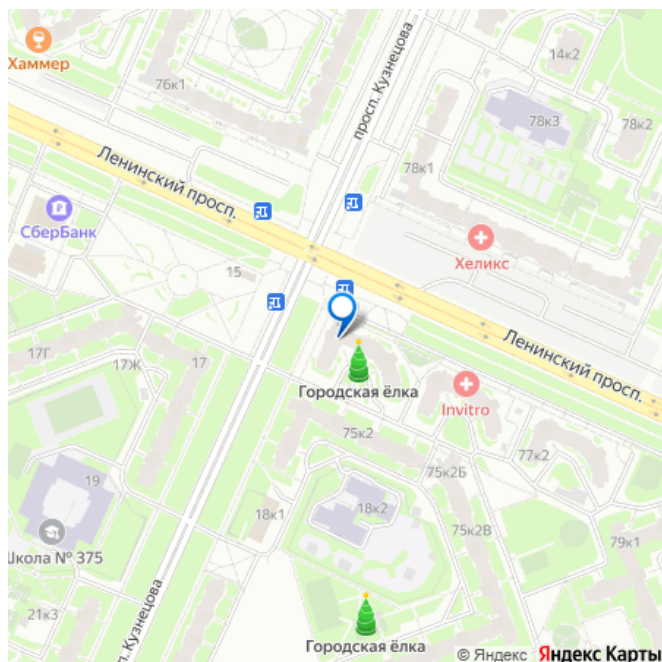 Хаммер
76к1
просп. Кузнецова
14к2
78к3
78к2
78к1
Ленинский просп.
СберБанк
15
Хеликс
17Г
17Ж
17
Ленинский просп.
Городская ёлка
Invitro
75к2
77к2
75к2Б
19
18к2
18к1
75к2В
79к1
Школа № 375
21к3
просп. Кузнецова
Городская ёлка
© Яндекс Яндекс Карты